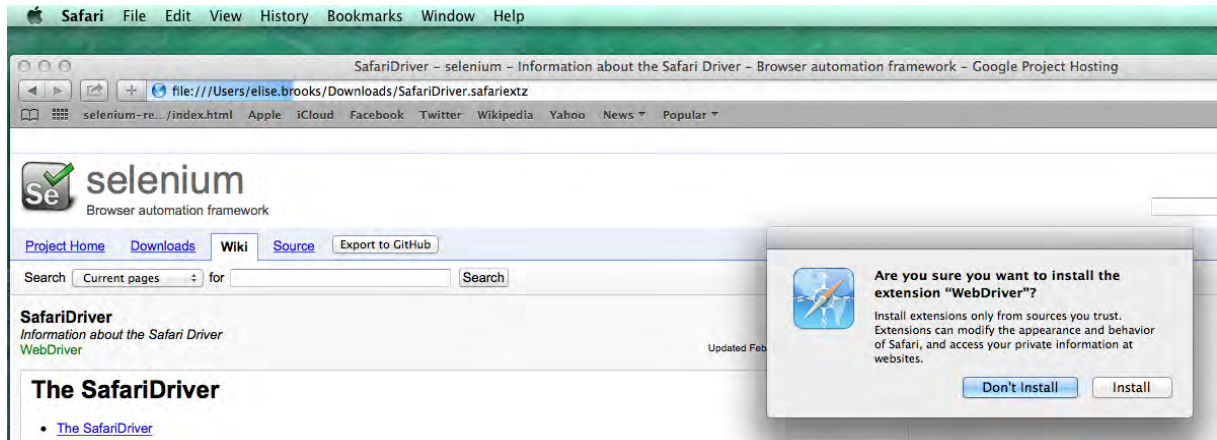 Safari File Edit View History Bookmarks Window Help
SafariDriver – selenium – Information about the Safari Driver – Browser automation framework – Google Project Hosting
file:///Users/elise.brooks/Downloads/SafariDriver.safariextz
selenium-re.../index.html Apple iCloud Facebook Twitter Wikipedia Yahoo News Popular
Se selenium
Browser automation framework
Project Home Downloads Wiki Source Export to GitHub
Search Current pages for Search
SafariDriver
Information about the Safari Driver
WebDriver
Updated Feb
The SafariDriver
• The SafariDriver
Are you sure you want to install the
extension “WebDriver”?
Install extensions only from sources you trust.
Extensions can modify the appearance and behavior
of Safari, and access your private information at
websites.
Don't Install Install